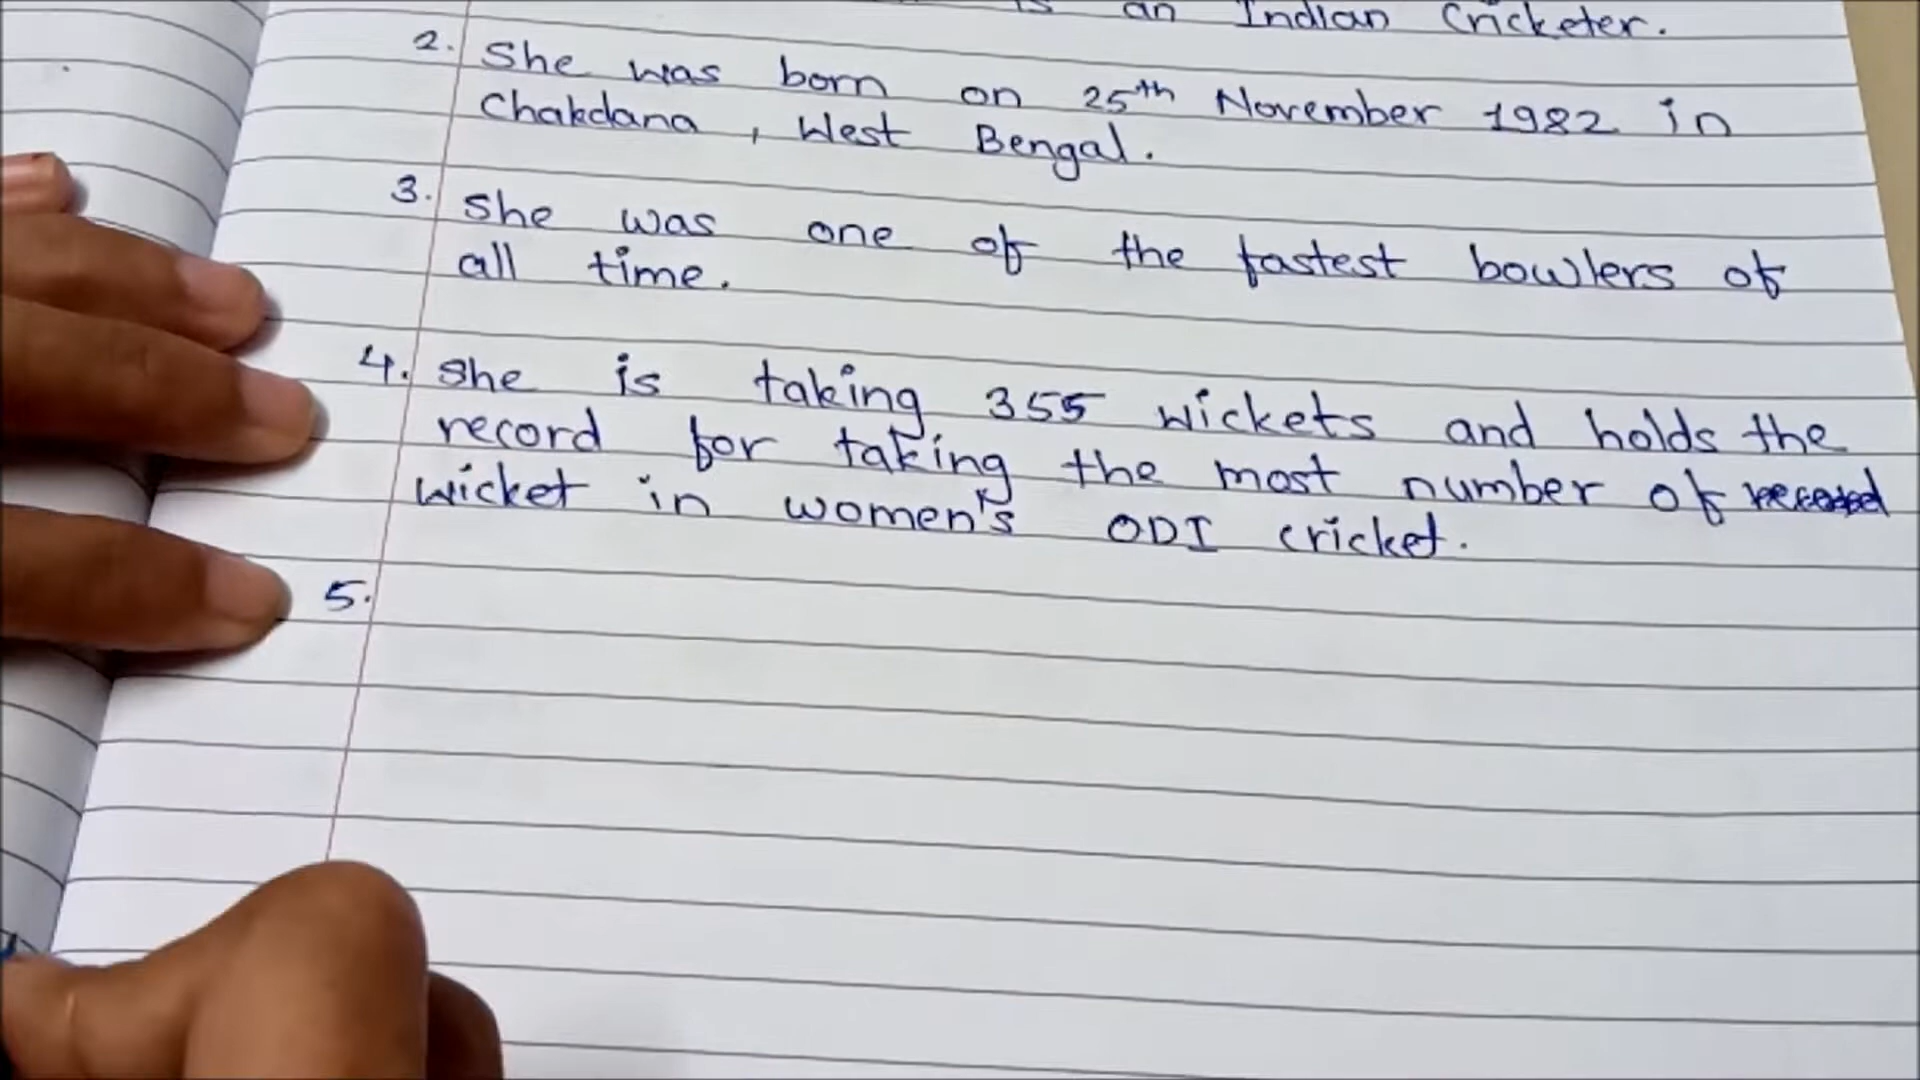 is an Indian Cricketer.
2. She was born on 25th November 1982 in
Chakdana, West Bengal.
3. She was one of the fastest bowlers of
all time.
4. She is taking 355 wickets and holds the
record for taking the most number of
wicket in women's ODI cricket.
5.